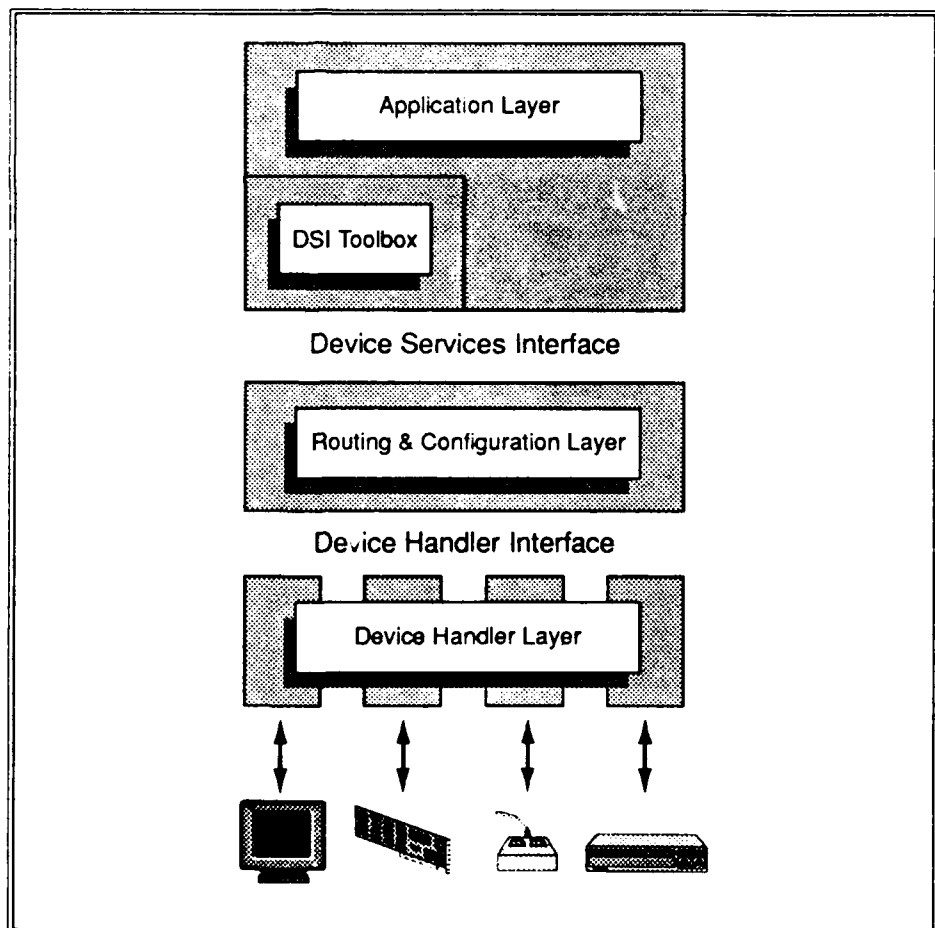 Application Layer
DSI Toolbox
Device Services Interface
Routing & Configuration Layer
Device Handler Interface
Device Handler Layer